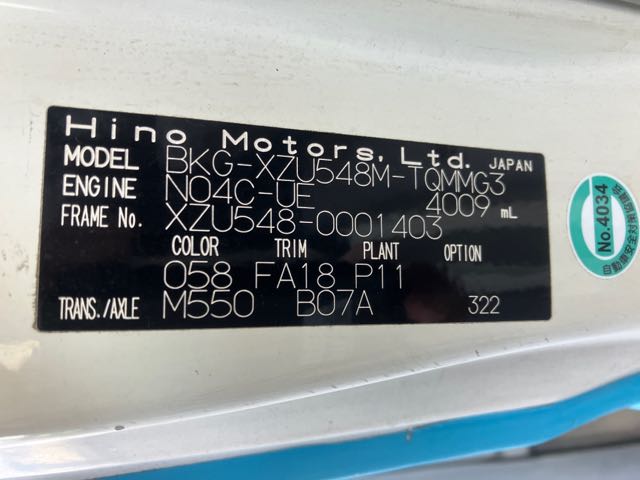 Hino Motors, Ltd. JAPAN
MODEL BKG-XZU548M-TQMMG3
ENGINE N04C-UE 4009 mL
FRAME No. XZU548-0001403
COLOR TRIM PLANT OPTION
058 FA18 P11
TRANS./AXLE M550 B07A 322
No.4034